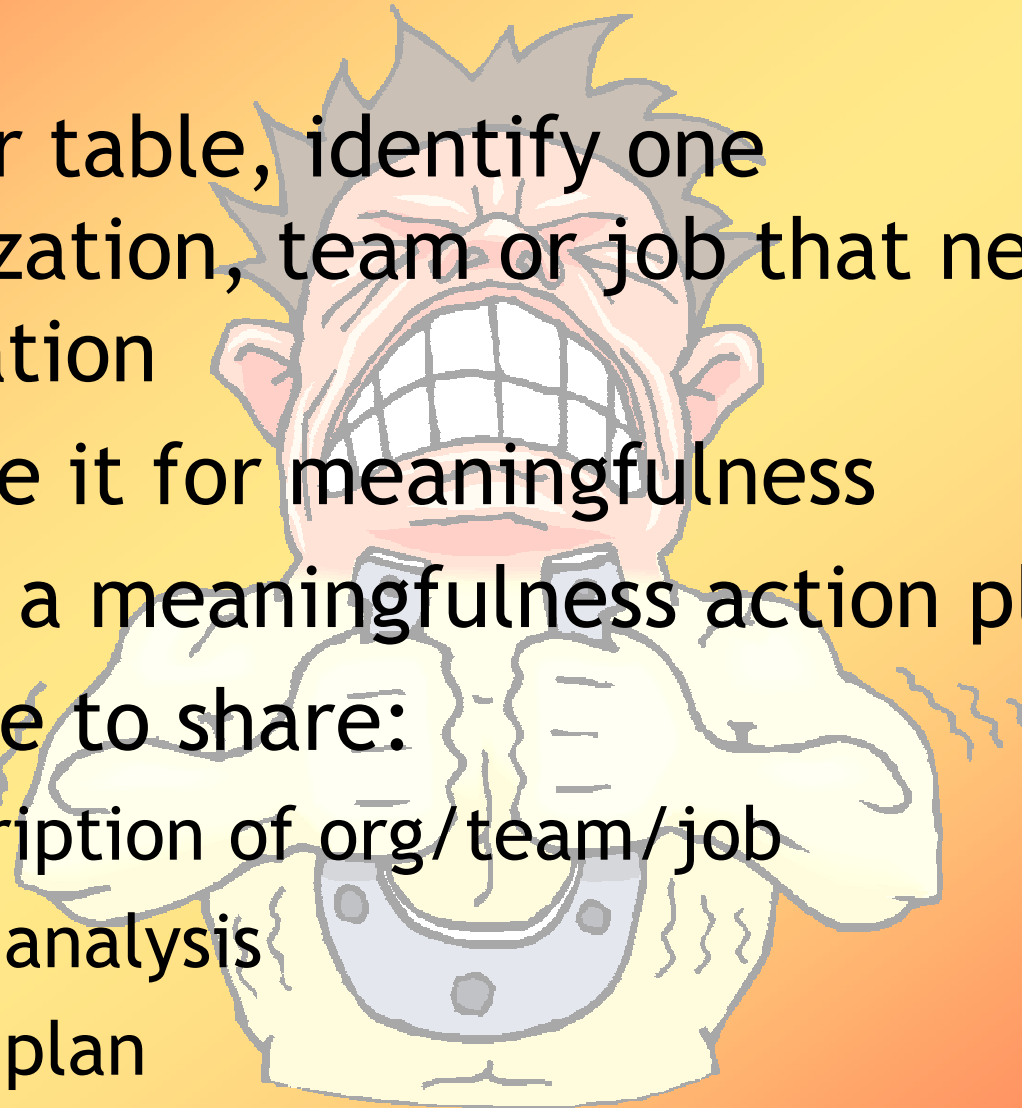 r table, identify one
zation, team or job that ne
ation
e it for meaningfulness
a meaningfulness action pl
e to share:
ription of org/team/job
analysis
plan